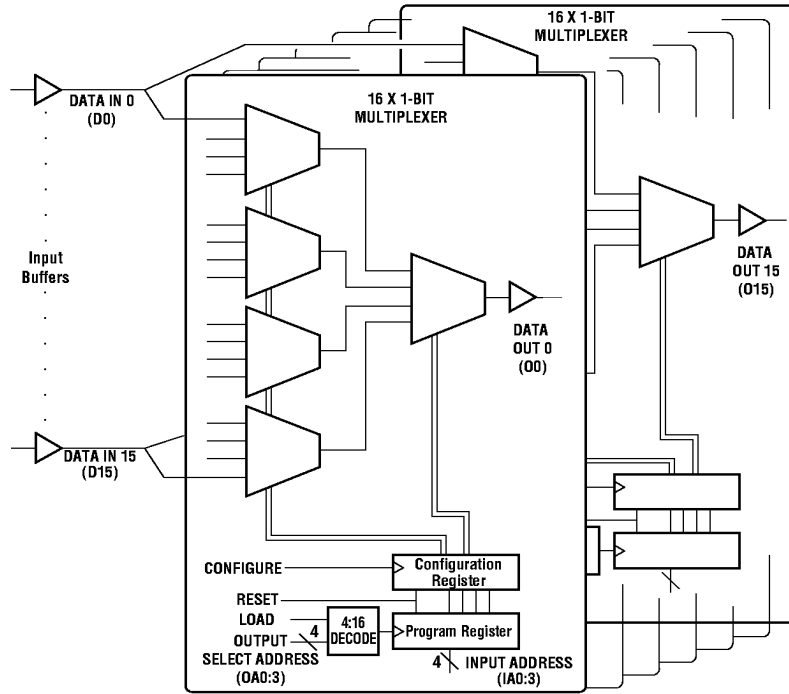 16 X 1-BIT
MULTIPLEXER
16 X 1-BIT
MULTIPLEXER
DATA IN 0
(D0)
Input
Buffers
DATA
OUT 15
(O15)
DATA
OUT 0
(O0)
DATA IN 15
(D15)
CONFIGURE
Configuration
Register
RESET
LOAD
OUTPUT
4
SELECT ADDRESS
(OA0:3)
4:16
DECODE
Program Register
4
INPUT ADDRESS
(IA0:3)